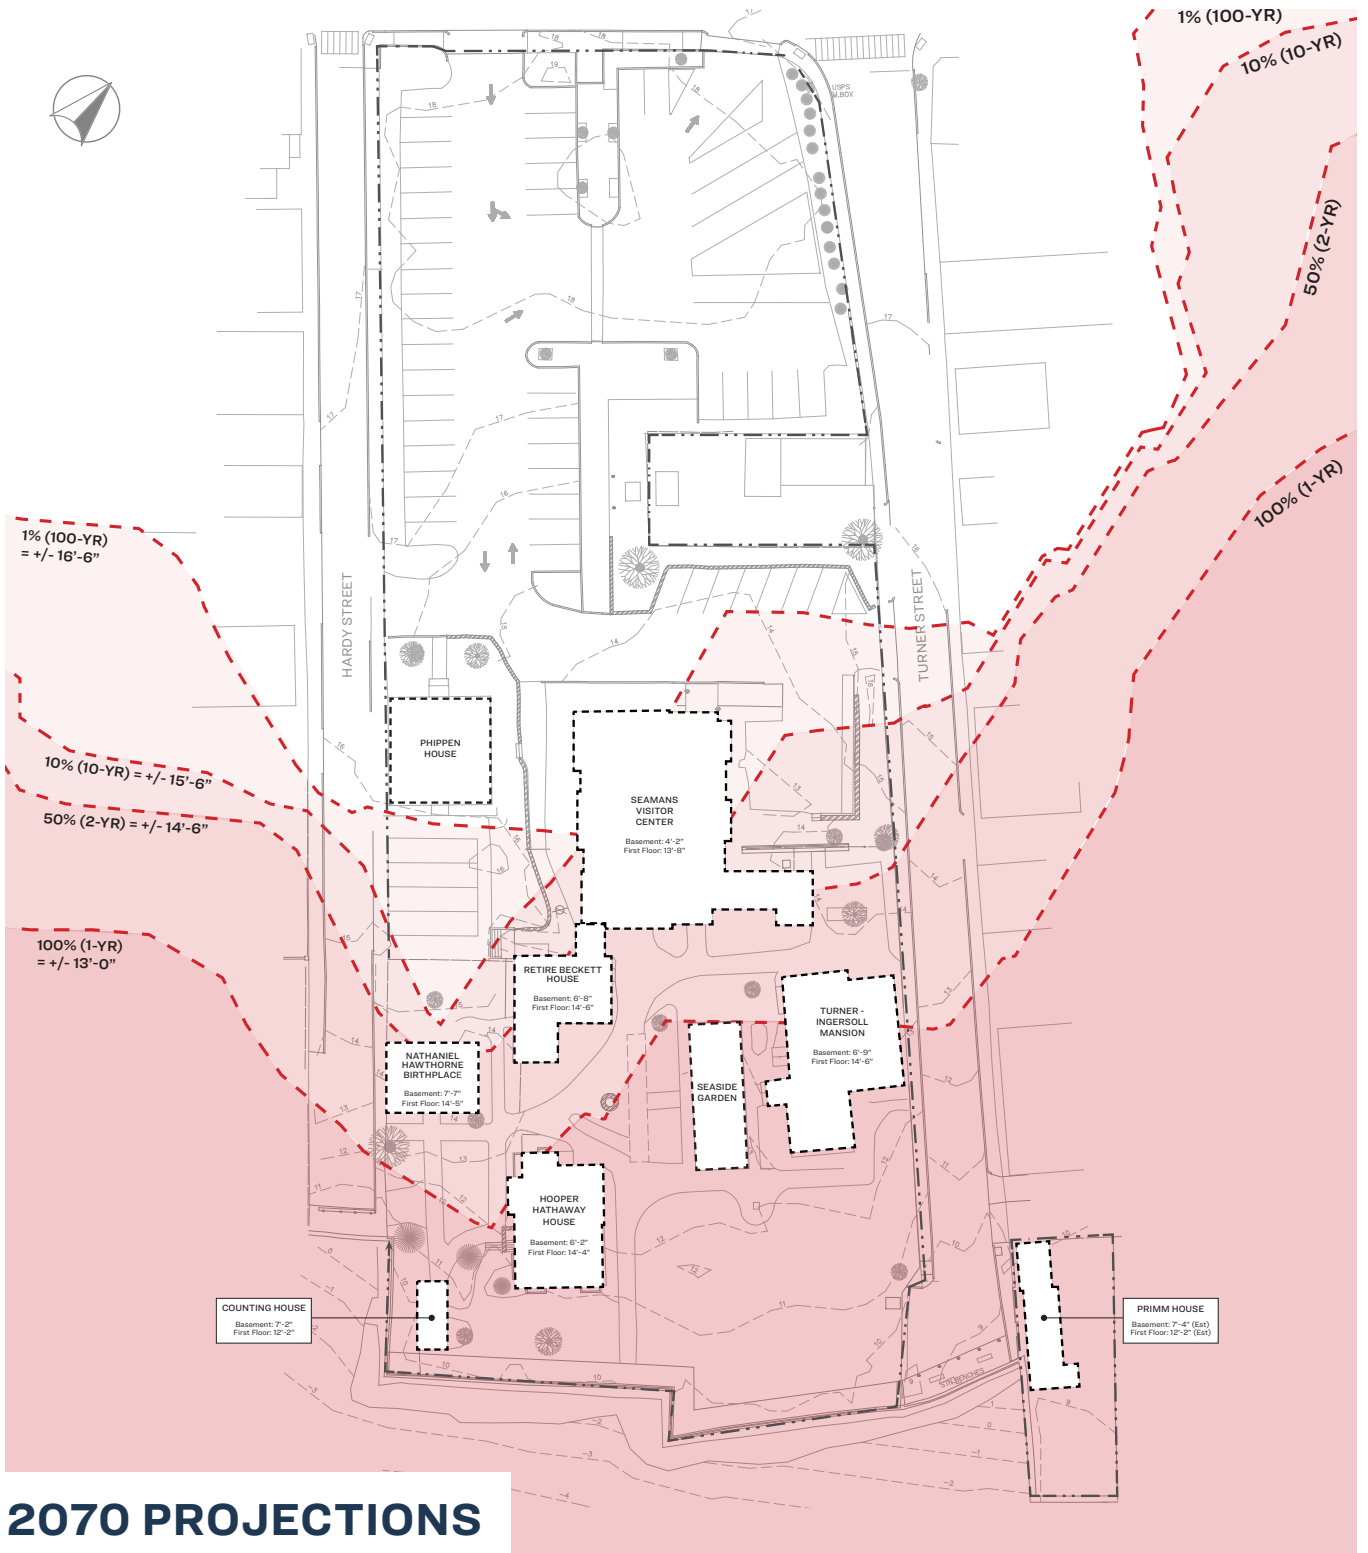 1% (100-YR)
10% (10-YR)
50% (2-YR)
100% (1-YR)
USPS
M.BOX
1% (100-YR)
= +/- 16'-6"
HARDY STREET
TURNER STREET
10% (10-YR) = +/- 15'-6"
50% (2-YR) = +/- 14'-6"
100% (1-YR)
= +/- 13'-0"
PHIPPEN
HOUSE
SEAMANS
VISITOR
CENTER
Basement: 4'-2"
First Floor: 13'-8"
RETIRE BECKETT
HOUSE
Basement: 6'-8"
First Floor: 14'-6"
TURNER -
INGERSOLL
MANSION
Basement: 6'-9"
First Floor: 14'-6"
NATHANIEL
HAWTHORNE
BIRTHPLACE
Basement: 7'-7"
First Floor: 14'-5"
SEASIDE
GARDEN
HOOPER
HATHAWAY
HOUSE
Basement: 6'-2"
First Floor: 14'-4"
COUNTING HOUSE
Basement: 7'-2"
First Floor: 12'-2"
PRIMM HOUSE
Basement: 7'-4" (Est)
First Floor: 12'-2" (Est)
2070 PROJECTIONS